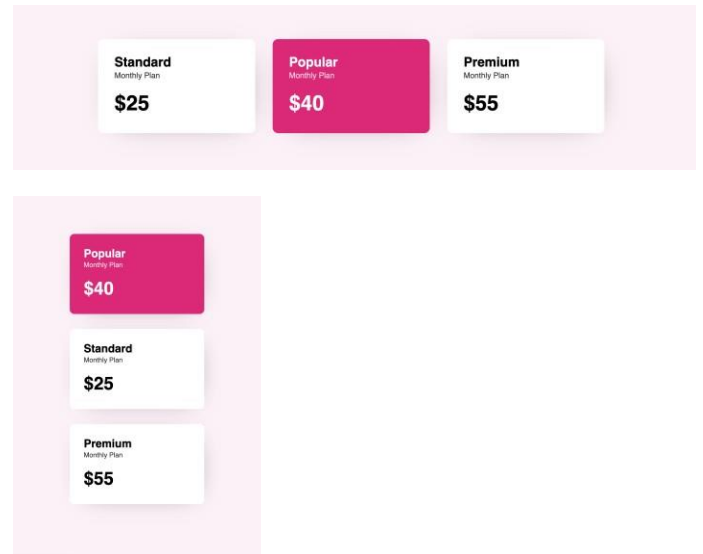 Standard
Monthly Plan
$25
Popular
Monthly Plan
$40
Premium
Monthly Plan
$55
Popular
Monthly Plan
$40
Standard
Monthly Plan
$25
Premium
Monthly Plan
$55